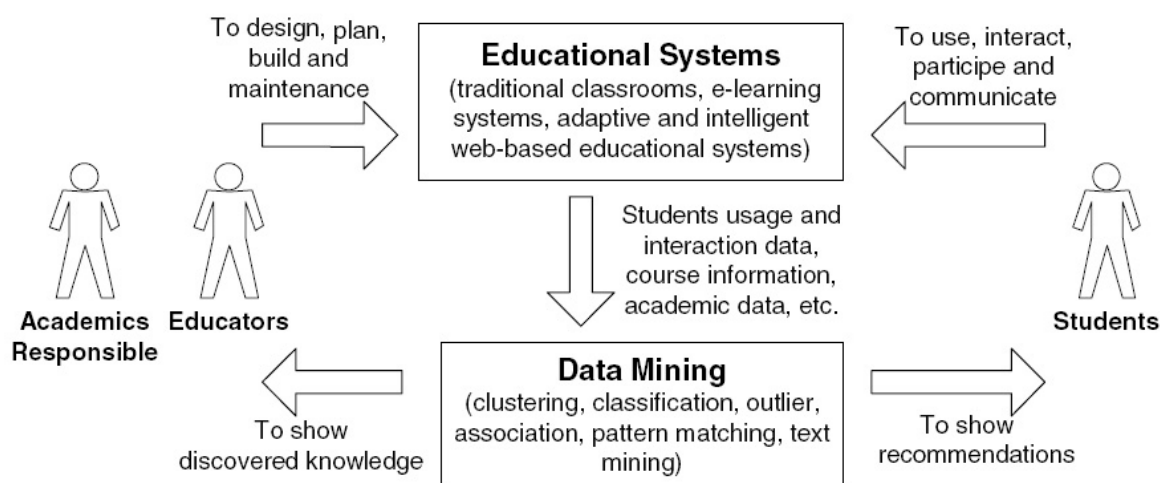 To design, plan,
build and
maintenance
Educational Systems
(traditional classrooms, e-learning
systems, adaptive and intelligent
web-based educational systems)
To use, interact,
participe and
communicate
Students usage and
interaction data,
course information,
academic data, etc.
Academics
Responsible
Educators
Students
Data Mining
(clustering, classification, outlier,
association, pattern matching, text
mining)
To show
discovered knowledge
To show
recommendations